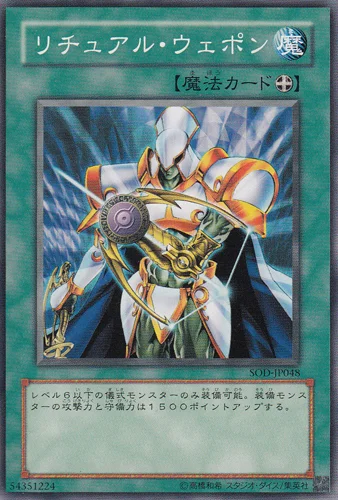 リチュアル・ウェポン 魔
【魔法カード】
SOD-JP048
レベル6以下の儀式モンスターのみ装備可能。装備モン
スターの攻撃力と守備力は1500ポイントアップする。
54351224
©高橋和希 スタジオ・ダイス/集英社